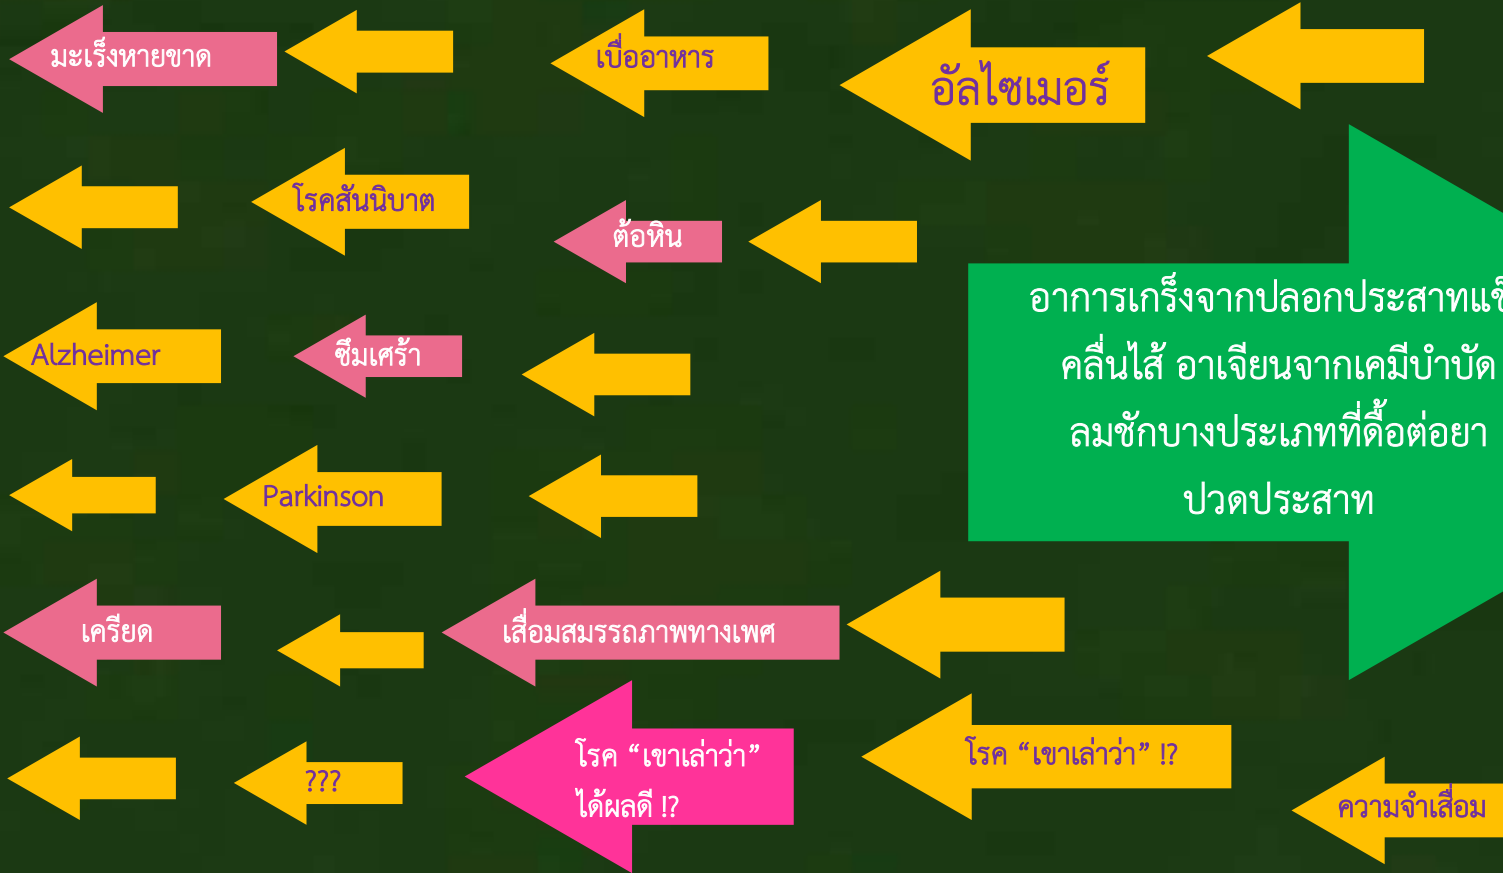 มะเร็งหายขาด
เบื่ออาหาร
อัลไซเมอร์
โรคสันนิบาต
ต้อหิน
Alzheimer
ซึมเศร้า
อาการเกร็งจากปลอกประสาทแข็
คลื่นไส้ อาเจียนจากเคมีบำบัด
ลมชักบางประเภทที่ดื้อต่อยา
ปวดประสาท
Parkinson
เครียด
เสื่อมสมรรถภาพทางเพศ
???
โรค “เขาเล่าว่า”
ได้ผลดี !?
โรค “เขาเล่าว่า” !?
ความจำเสื่อม